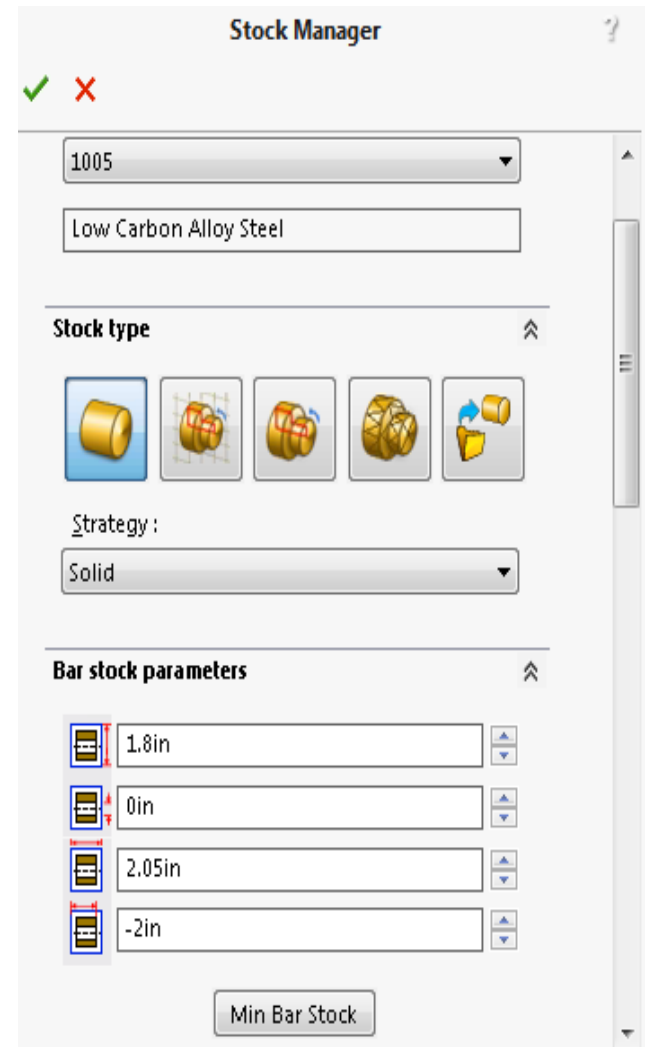 Stock Manager
?
1005
Low Carbon Alloy Steel
Stock type
Strategy :
Solid
Bar stock parameters
1.8in
0in
2.05in
-2in
Min Bar Stock